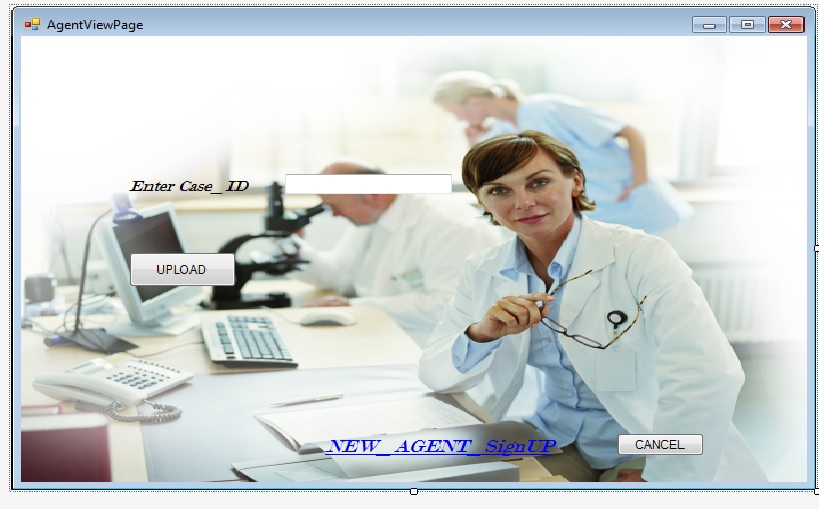 AgentViewPage
Enter Case_ ID
UPLOAD
NEW_ AGENT_ SignUP
CANCEL